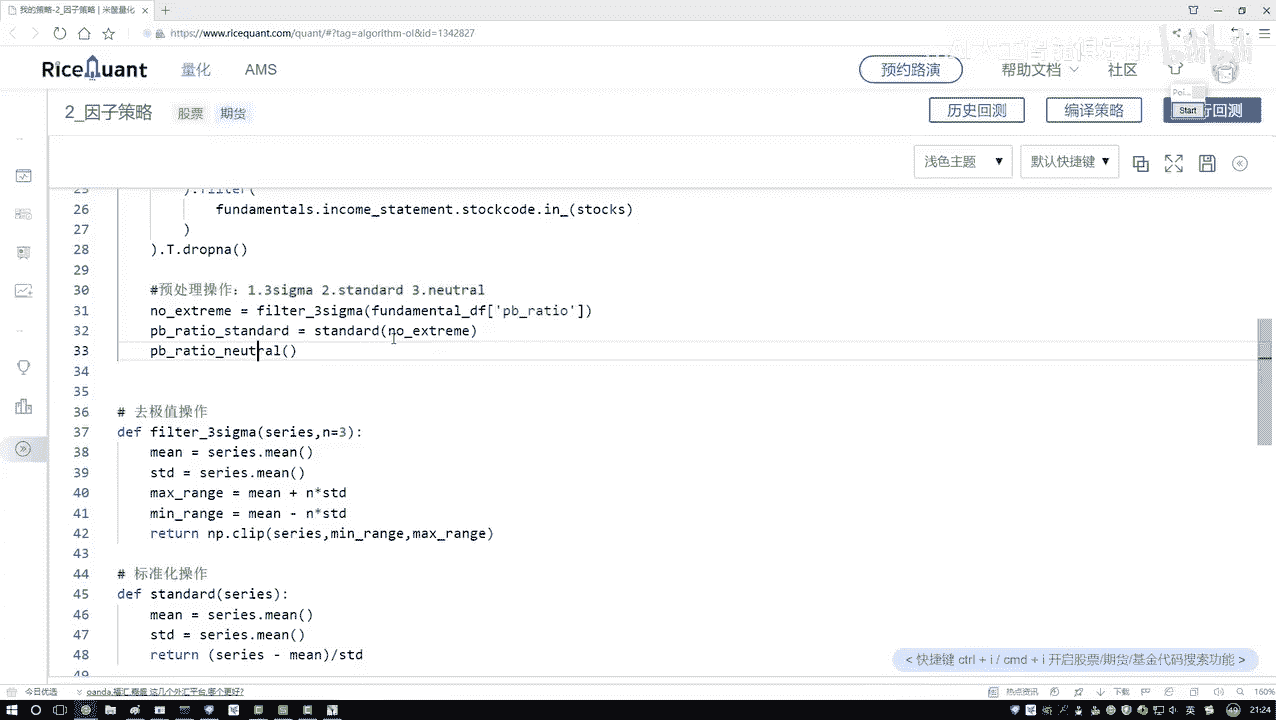 我的策略-2_因子策略 | 米筐量化
https://www.ricequant.com/quant/#?tag=algorithm-ol&id=1342827
RiceQuant 量化 AMS 预约路演 帮助文档 社区
2_因子策略 股票 期货 历史回测 编译策略 行回测
Poi...
Start
浅色主题 默认快捷键
25 ).filter(
26 fundamentals.income_statement.stockcode.in_(stocks)
27 )
28 ).T.dropna()
29
30 #预处理操作：1.3sigma 2.standard 3.neutral
31 no_extreme = filter_3sigma(fundamental_df['pb_ratio'])
32 pb_ratio_standard = standard(no_extreme)
33 pb_ratio_neutral()
34
35
36 # 去极值操作
37 def filter_3sigma(series,n=3):
38 mean = series.mean()
39 std = series.mean()
40 max_range = mean + n*std
41 min_range = mean - n*std
42 return np.clip(series,min_range,max_range)
43
44 # 标准化操作
45 def standard(series):
46 mean = series.mean()
47 std = series.mean()
48 return (series - mean)/std
49
< 快捷键 ctrl + i / cmd + i 开启股票/期货/基金代码搜索功能 >
今日优选 oanda,福汇,嘉盛 这几个外汇平台,哪个更好? 热点资讯 下载 160%
英 21:24